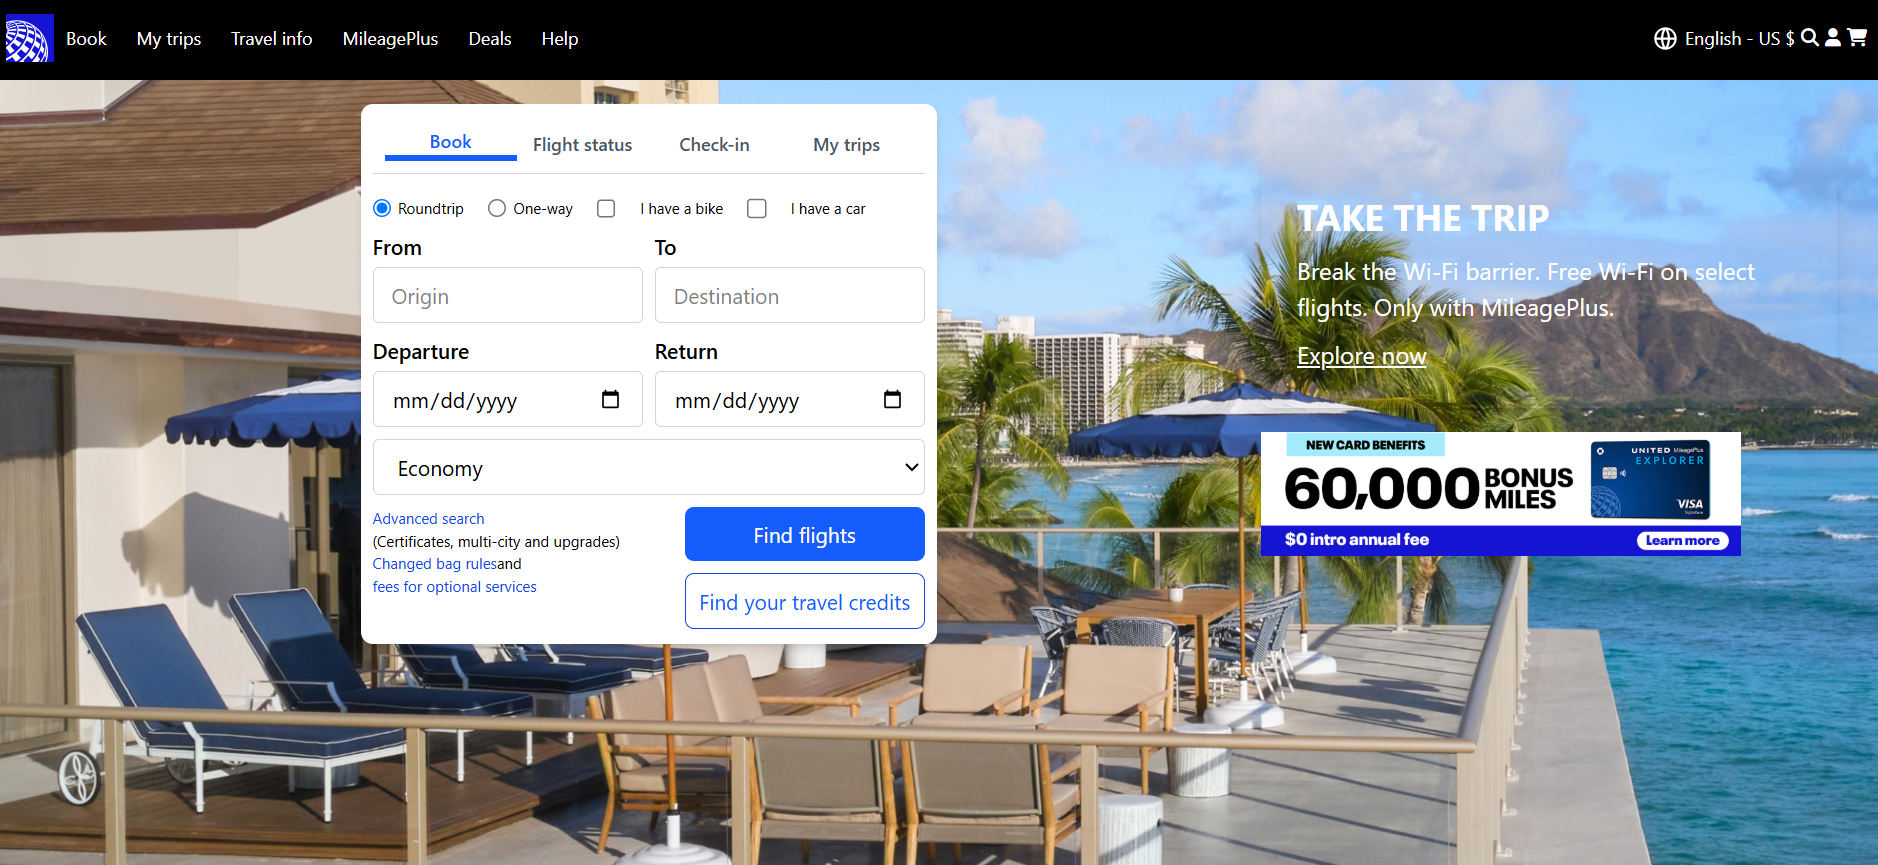 Book My trips Travel info MileagePlus Deals Help English - US $
Book Flight status Check-in My trips
Roundtrip One-way I have a bike I have a car
From To
Origin Destination
Departure Return
mm/dd/yyyy mm/dd/yyyy
Economy
Advanced search
(Certificates, multi-city and upgrades)
Changed bag rulesand
fees for optional services
Find flights
Find your travel credits
TAKE THE TRIP
Break the Wi-Fi barrier. Free Wi-Fi on select
flights. Only with MileagePlus.
Explore now
NEW CARD BENEFITS
60,000 BONUS
MILES
UNITED MileagePlus
EXPLORER
VISA
Signature
$0 intro annual fee
Learn more